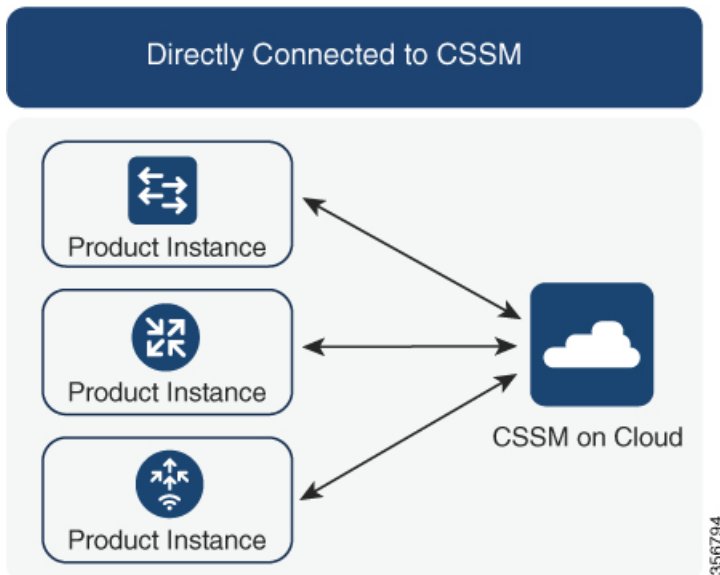 Directly Connected to CSSM
Product Instance
Product Instance
CSSM on Cloud
Product Instance
356794